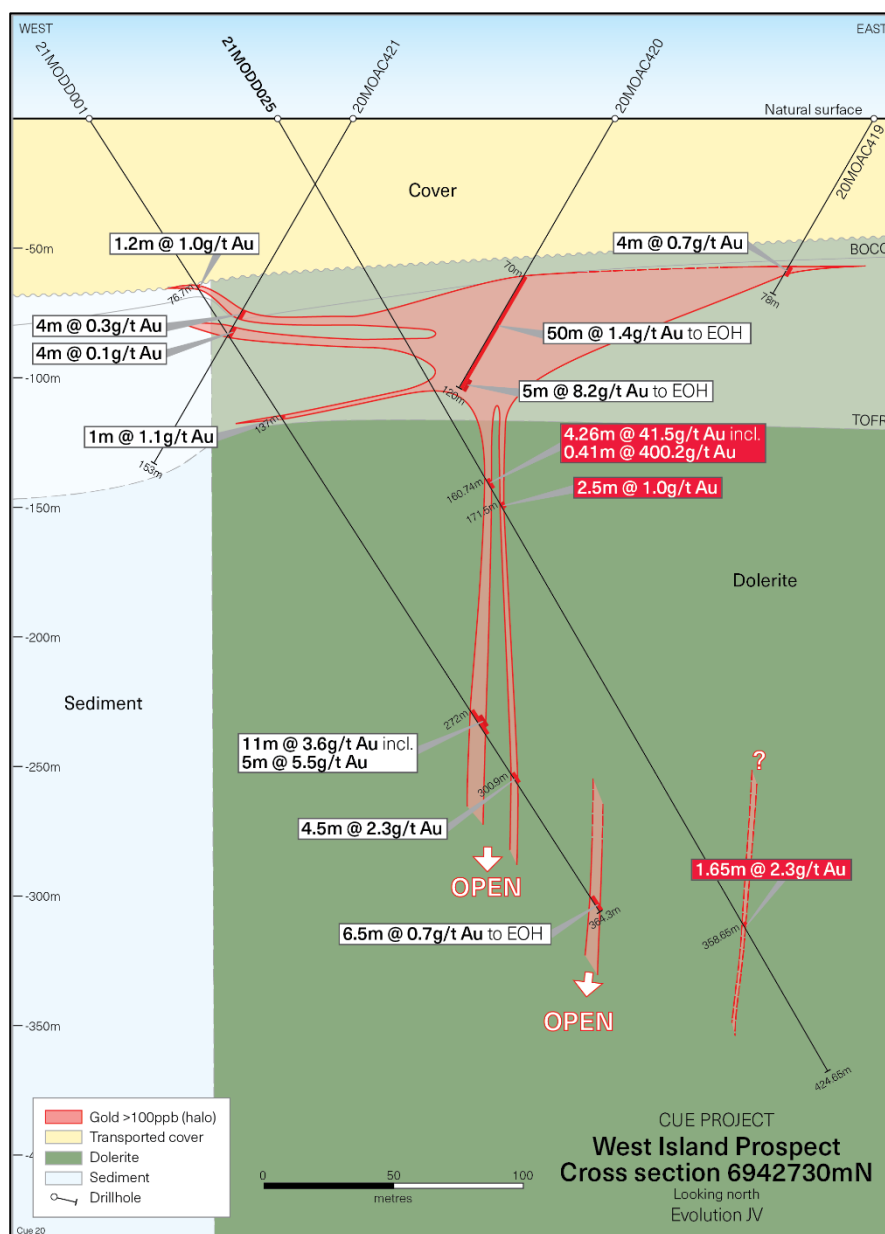 WEST
EAST
21MODD001
21MODD025
20MOAC421
20MOAC420
20MOAC419
Natural surface
Cover
-50m
1.2m @ 1.0g/t Au
4m @ 0.7g/t Au
BOCO
76.7m
70m
78m
4m @ 0.3g/t Au
50m @ 1.4g/t Au to EOH
4m @ 0.1g/t Au
-100m
120m
5m @ 8.2g/t Au to EOH
TOFR
1m @ 1.1g/t Au
137m
4.26m @ 41.5g/t Au incl.
0.41m @ 400.2g/t Au
153m
160.74m
2.5m @ 1.0g/t Au
-150m
171.5m
Dolerite
-200m
Sediment
272m
11m @ 3.6g/t Au incl.
5m @ 5.5g/t Au
-250m
?
300.9m
4.5m @ 2.3g/t Au
OPEN
1.65m @ 2.3g/t Au
-300m
6.5m @ 0.7g/t Au to EOH
364.3m
358.65m
OPEN
-350m
424.65m
Gold >100ppb (halo)
Transported cover
Dolerite
Sediment
Drillhole
0 50 100
metres
CUE PROJECT
West Island Prospect
Cross section 6942730mN
Looking north
Evolution JV
Cue 20